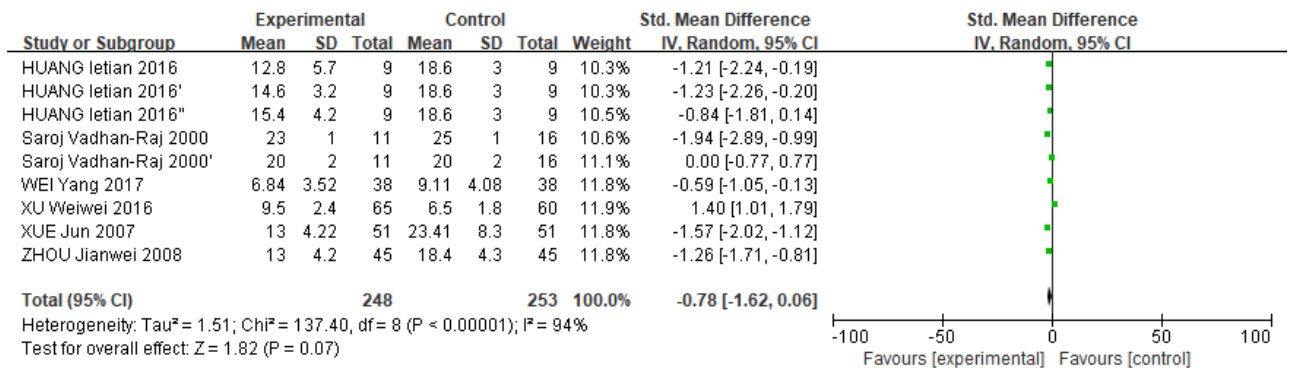 Experimental Control Std. Mean Difference Std. Mean Difference
Study or Subgroup Mean SD Total Mean SD Total Weight IV, Random, 95% CI IV, Random, 95% CI
HUANG letian 2016 12.8 5.7 9 18.6 3 9 10.3% -1.21 [-2.24, -0.19]
HUANG letian 2016' 14.6 3.2 9 18.6 3 9 10.3% -1.23 [-2.26, -0.20]
HUANG letian 2016'' 15.4 4.2 9 18.6 3 9 10.5% -0.84 [-1.81, 0.14]
Saroj Vadhan-Raj 2000 23 1 11 25 1 16 10.6% -1.94 [-2.89, -0.99]
Saroj Vadhan-Raj 2000' 20 2 11 20 2 16 11.1% 0.00 [-0.77, 0.77]
WEI Yang 2017 6.84 3.52 38 9.11 4.08 38 11.8% -0.59 [-1.05, -0.13]
XU Weiwei 2016 9.5 2.4 65 6.5 1.8 60 11.9% 1.40 [1.01, 1.79]
XUE Jun 2007 13 4.22 51 23.41 8.3 51 11.8% -1.57 [-2.02, -1.12]
ZHOU Jianwei 2008 13 4.2 45 18.4 4.3 45 11.8% -1.26 [-1.71, -0.81]
Total (95% CI) 248 253 100.0% -0.78 [-1.62, 0.06]
Heterogeneity: Tau² = 1.51; Chi² = 137.40, df = 8 (P < 0.00001); I² = 94%
Test for overall effect: Z = 1.82 (P = 0.07)
-100 -50 0 50 100
Favours [experimental] Favours [control]